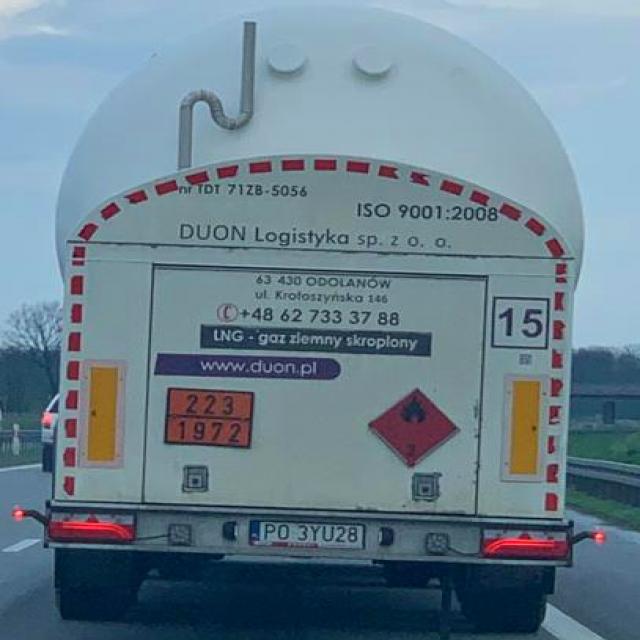 nr TDT 71ZB-5056
ISO 9001:2008
DUON Logistyka sp. z o. o.
63 430 ODOLANÓW
ul. Krotoszyńska 146
+48 62 733 37 88
LNG - gaz ziemny skroplony
www.duon.pl
15
223
1972
2
PO 3YU28